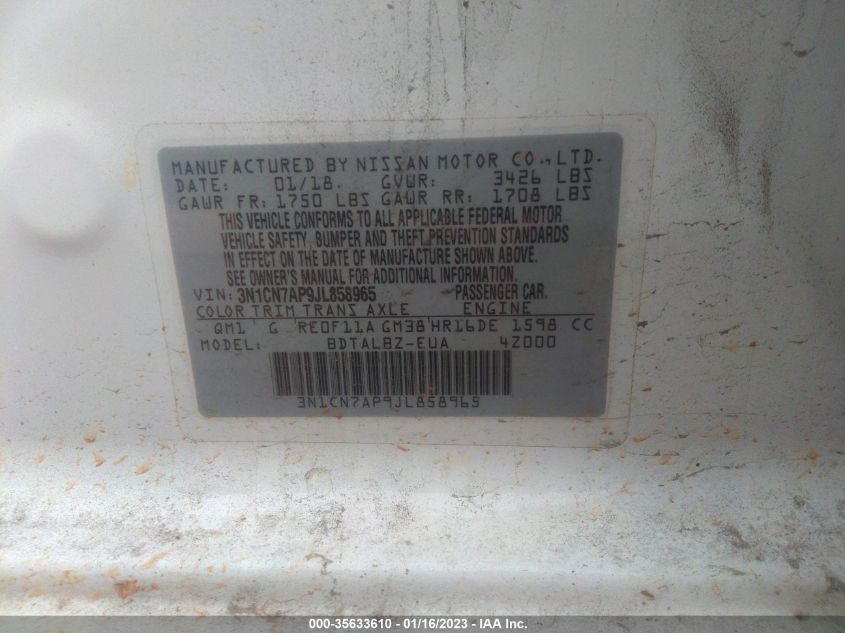 MANUFACTURED BY NISSAN MOTOR CO., LTD.
DATE: 01/18. GVWR: 3426 LBS
GAWR FR: 1750 LBS GAWR RR: 1708 LBS
THIS VEHICLE CONFORMS TO ALL APPLICABLE FEDERAL MOTOR
VEHICLE SAFETY, BUMPER AND THEFT PREVENTION STANDARDS
IN EFFECT ON THE DATE OF MANUFACTURE SHOWN ABOVE.
SEE OWNER'S MANUAL FOR ADDITIONAL INFORMATION.
VIN: 3N1CN7AP9JL858965 PASSENGER CAR.
COLOR TRIM TRANS AXLE ENGINE
QM1 G RE0F11A GM38 HR16DE 1598 CC
MODEL: BDTALBZ-EUA 4Z000
3N1CN7AP9JL858965
000-35633610 - 01/16/2023 - IAA Inc.